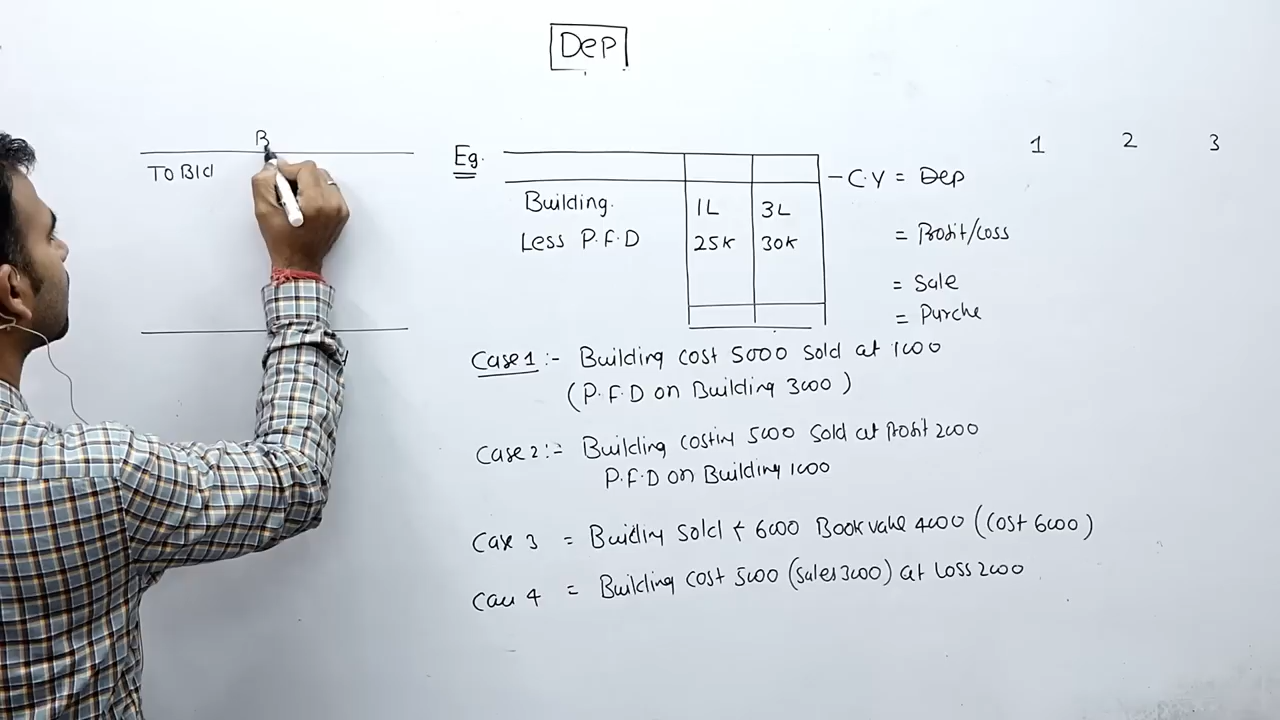 Dep
B
To Bld
Eg.
1 2 3
- C.Y = Dep
Building. 1L 3L
Less P.F.D 25K 30K
= Profit/Loss
= Sale
= Purche
Case 1 :- Building cost 5000 Sold at 1000
(P.F.D on Building 3000)
Case 2 :- Building costin 5000 Sold at Profit 2000
P.F.D on Building 1000
Case 3 = Buidlin Sold ₹ 6000 Book value 4000 (Cost 6000)
Case 4 = Building Cost 5000 (Sales 3000) at Loss 2000